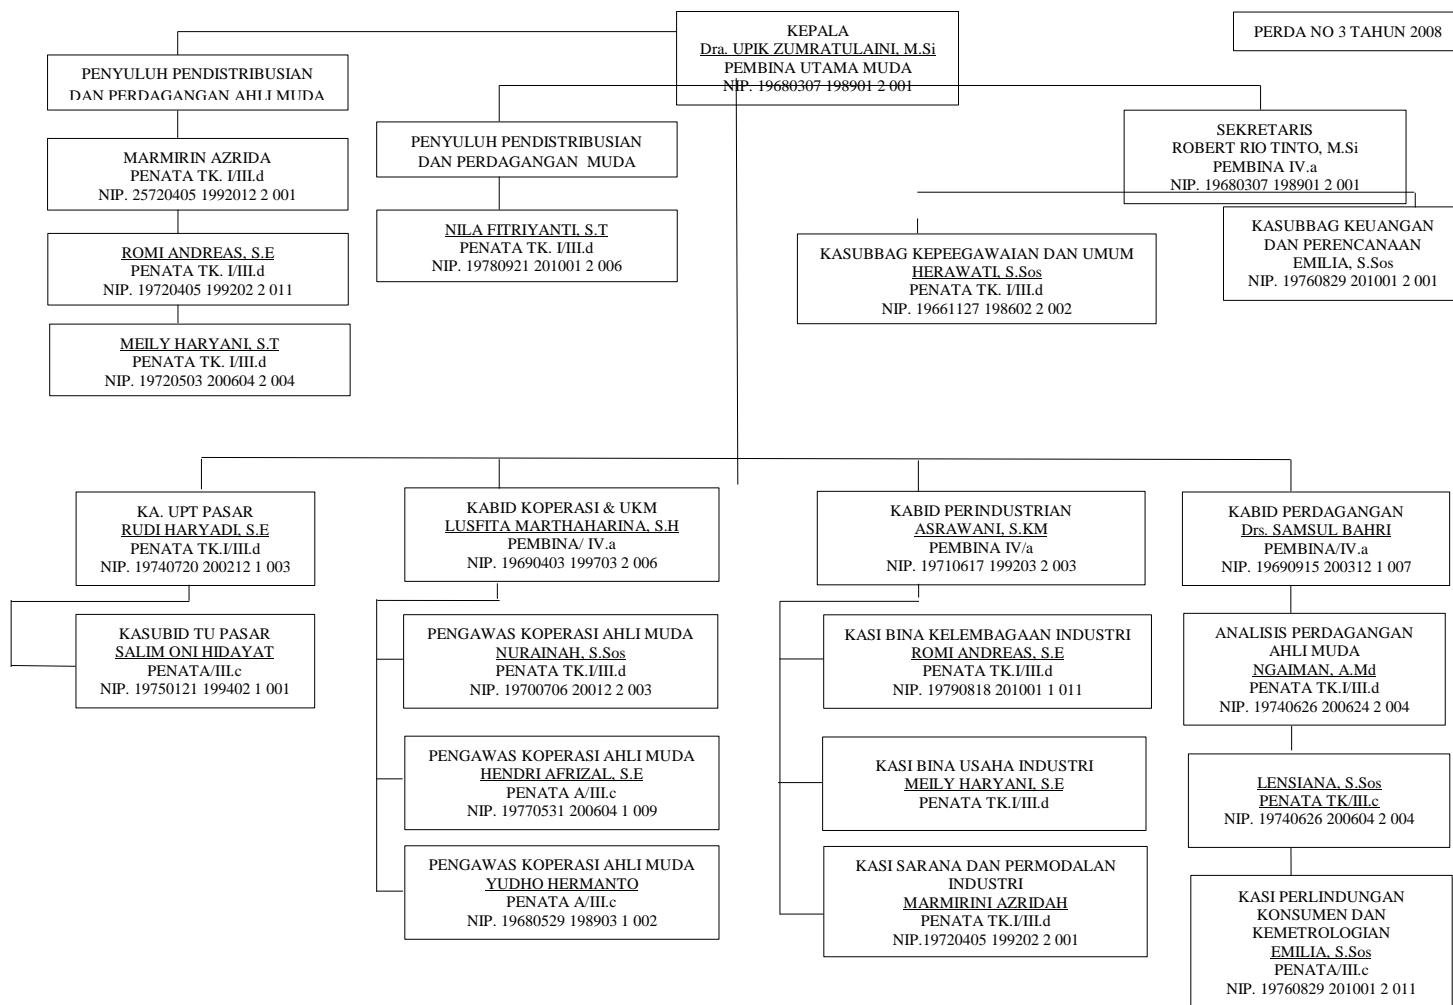 KEPALA
Dra. UPIK ZUMRATULAINI, M.Si
PEMBINA UTAMA MUDA
NIP. 19680307 198901 2 001
PERDA NO 3 TAHUN 2008
PENYULUH PENDISTRIBUSIAN
DAN PERDAGANGAN AHLI MUDA
MARMIRIN AZRIDA
PENATA TK. I/III.d
NIP. 25720405 1992012 2 001
ROMI ANDREAS, S.E
PENATA TK. I/III.d
NIP. 19720405 199202 2 011
MEILY HARYANI, S.T
PENATA TK. I/III.d
NIP. 19720503 200604 2 004
PENYULUH PENDISTRIBUSIAN
DAN PERDAGANGAN MUDA
NILA FITRIYANTI, S.T
PENATA TK. I/III.d
NIP. 19780921 201001 2 006
SEKRETARIS
ROBERT RIO TINTO, M.Si
PEMBINA IV.a
NIP. 19680307 198901 2 001
KASUBBAG KEPEEGAWAIAN DAN UMUM
HERAWATI, S.Sos
PENATA TK. I/III.d
NIP. 19661127 198602 2 002
KASUBBAG KEUANGAN
DAN PERENCANAAN
EMILIA, S.Sos
NIP. 19760829 201001 2 001
KA. UPT PASAR
RUDI HARYADI, S.E
PENATA TK.I/III.d
NIP. 19740720 200212 1 003
KASUBID TU PASAR
SALIM ONI HIDAYAT
PENATA/III.c
NIP. 19750121 199402 1 001
KABID KOPERASI & UKM
LUSFITA MARTHAHARINA, S.H
PEMBINA/ IV.a
NIP. 19690403 199703 2 006
PENGAWAS KOPERASI AHLI MUDA
NURAINAH, S.Sos
PENATA TK.I/III.d
NIP. 19700706 20012 2 003
PENGAWAS KOPERASI AHLI MUDA
HENDRI AFRIZAL, S.E
PENATA A/III.c
NIP. 19770531 200604 1 009
PENGAWAS KOPERASI AHLI MUDA
YUDHO HERMANTO
PENATA A/III.c
NIP. 19680529 198903 1 002
KABID PERINDUSTRIAN
ASRAWANI, S.KM
PEMBINA IV/a
NIP. 19710617 199203 2 003
KASI BINA KELEMBAGAAN INDUSTRI
ROMI ANDREAS, S.E
PENATA TK.I/III.d
NIP. 19790818 201001 1 011
KASI BINA USAHA INDUSTRI
MEILY HARYANI, S.E
PENATA TK.I/III.d
KASI SARANA DAN PERMODALAN
INDUSTRI
MARMIRINI AZRIDAH
PENATA TK.I/III.d
NIP.19720405 199202 2 001
KABID PERDAGANGAN
Drs. SAMSUL BAHRI
PEMBINA/IV.a
NIP. 19690915 200312 1 007
ANALISIS PERDAGANGAN
AHLI MUDA
NGAIMAN, A.Md
PENATA TK.I/III.d
NIP. 19740626 200624 2 004
LENSIANA, S.Sos
PENATA TK/III.c
NIP. 19740626 200604 2 004
KASI PERLINDUNGAN
KONSUMEN DAN
KEMETROLOGIAN
EMILIA, S.Sos
PENATA/III.c
NIP. 19760829 201001 2 011